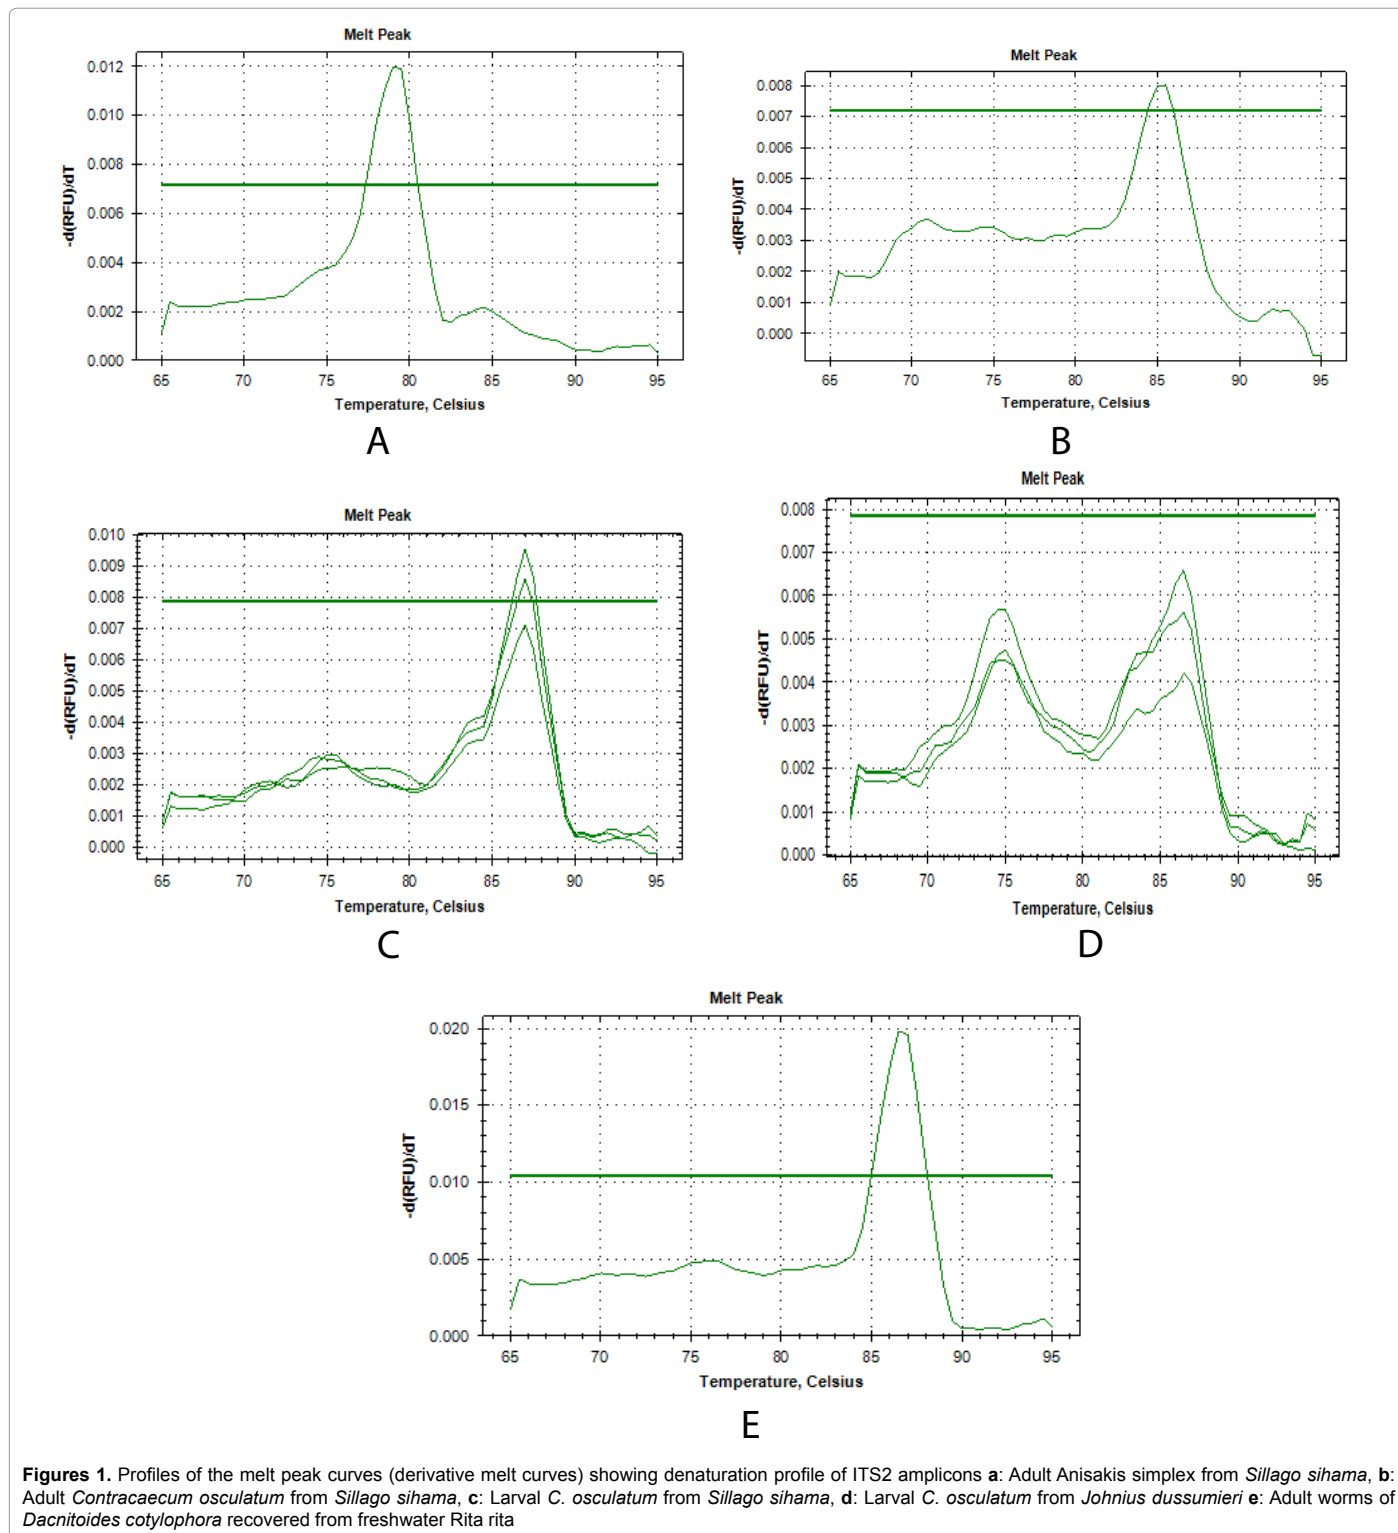 Melt Peak
0.012
0.010
0.008
0.006
0.004
0.002
0.000
-d(RFU)/dT
65 70 75 80 85 90 95
Temperature, Celsius
A
Melt Peak
0.008
0.007
0.006
0.005
0.004
0.003
0.002
0.001
0.000
-d(RFU)/dT
65 70 75 80 85 90 95
Temperature, Celsius
B
Melt Peak
0.010
0.009
0.008
0.007
0.006
0.005
0.004
0.003
0.002
0.001
0.000
-d(RFU)/dT
65 70 75 80 85 90 95
Temperature, Celsius
C
Melt Peak
0.008
0.007
0.006
0.005
0.004
0.003
0.002
0.001
0.000
-d(RFU)/dT
65 70 75 80 85 90 95
Temperature, Celsius
D
Melt Peak
0.020
0.015
0.010
0.005
0.000
-d(RFU)/dT
65 70 75 80 85 90 95
Temperature, Celsius
E
Figures 1. Profiles of the melt peak curves (derivative melt curves) showing denaturation profile of ITS2 amplicons a: Adult Anisakis simplex from Sillago sihama, b:
Adult Contracaecum osculatum from Sillago sihama, c: Larval C. osculatum from Sillago sihama, d: Larval C. osculatum from Johnius dussumieri e: Adult worms of
Dacnitoides cotylophora recovered from freshwater Rita rita